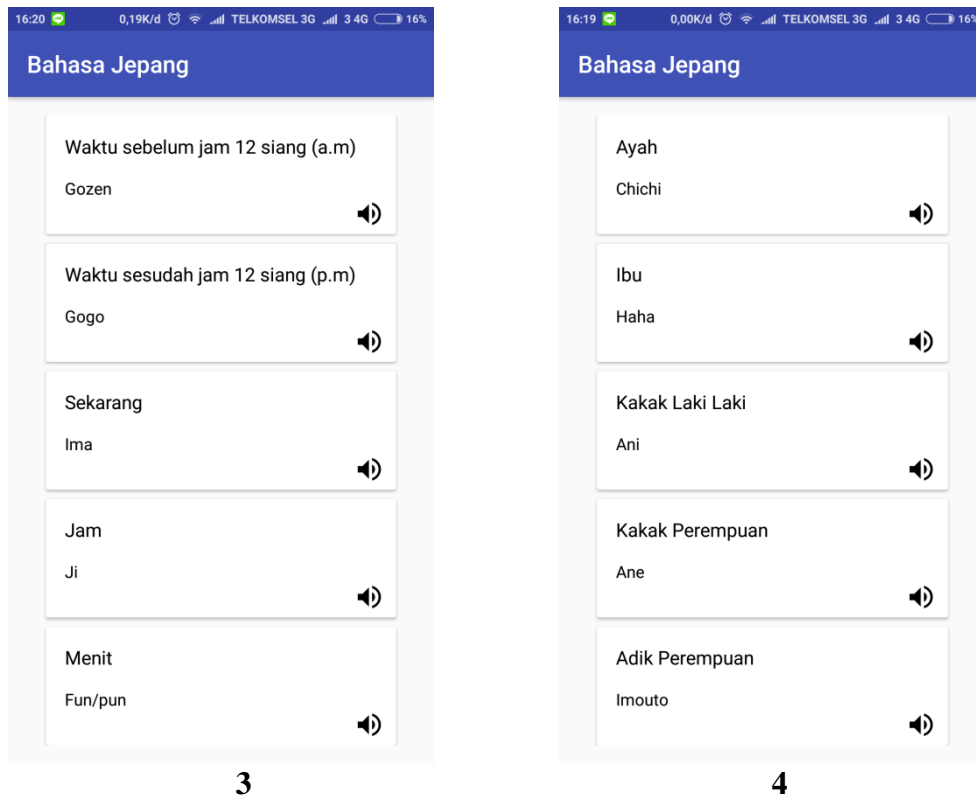 16:20 0,19K/d TELKOMSEL 3G 3 4G 16%
Bahasa Jepang
Waktu sebelum jam 12 siang (a.m)
Gozen
Waktu sesudah jam 12 siang (p.m)
Gogo
Sekarang
Ima
Jam
Ji
Menit
Fun/pun
3
16:19 0,00K/d TELKOMSEL 3G 3 4G 16%
Bahasa Jepang
Ayah
Chichi
Ibu
Haha
Kakak Laki Laki
Ani
Kakak Perempuan
Ane
Adik Perempuan
Imouto
4